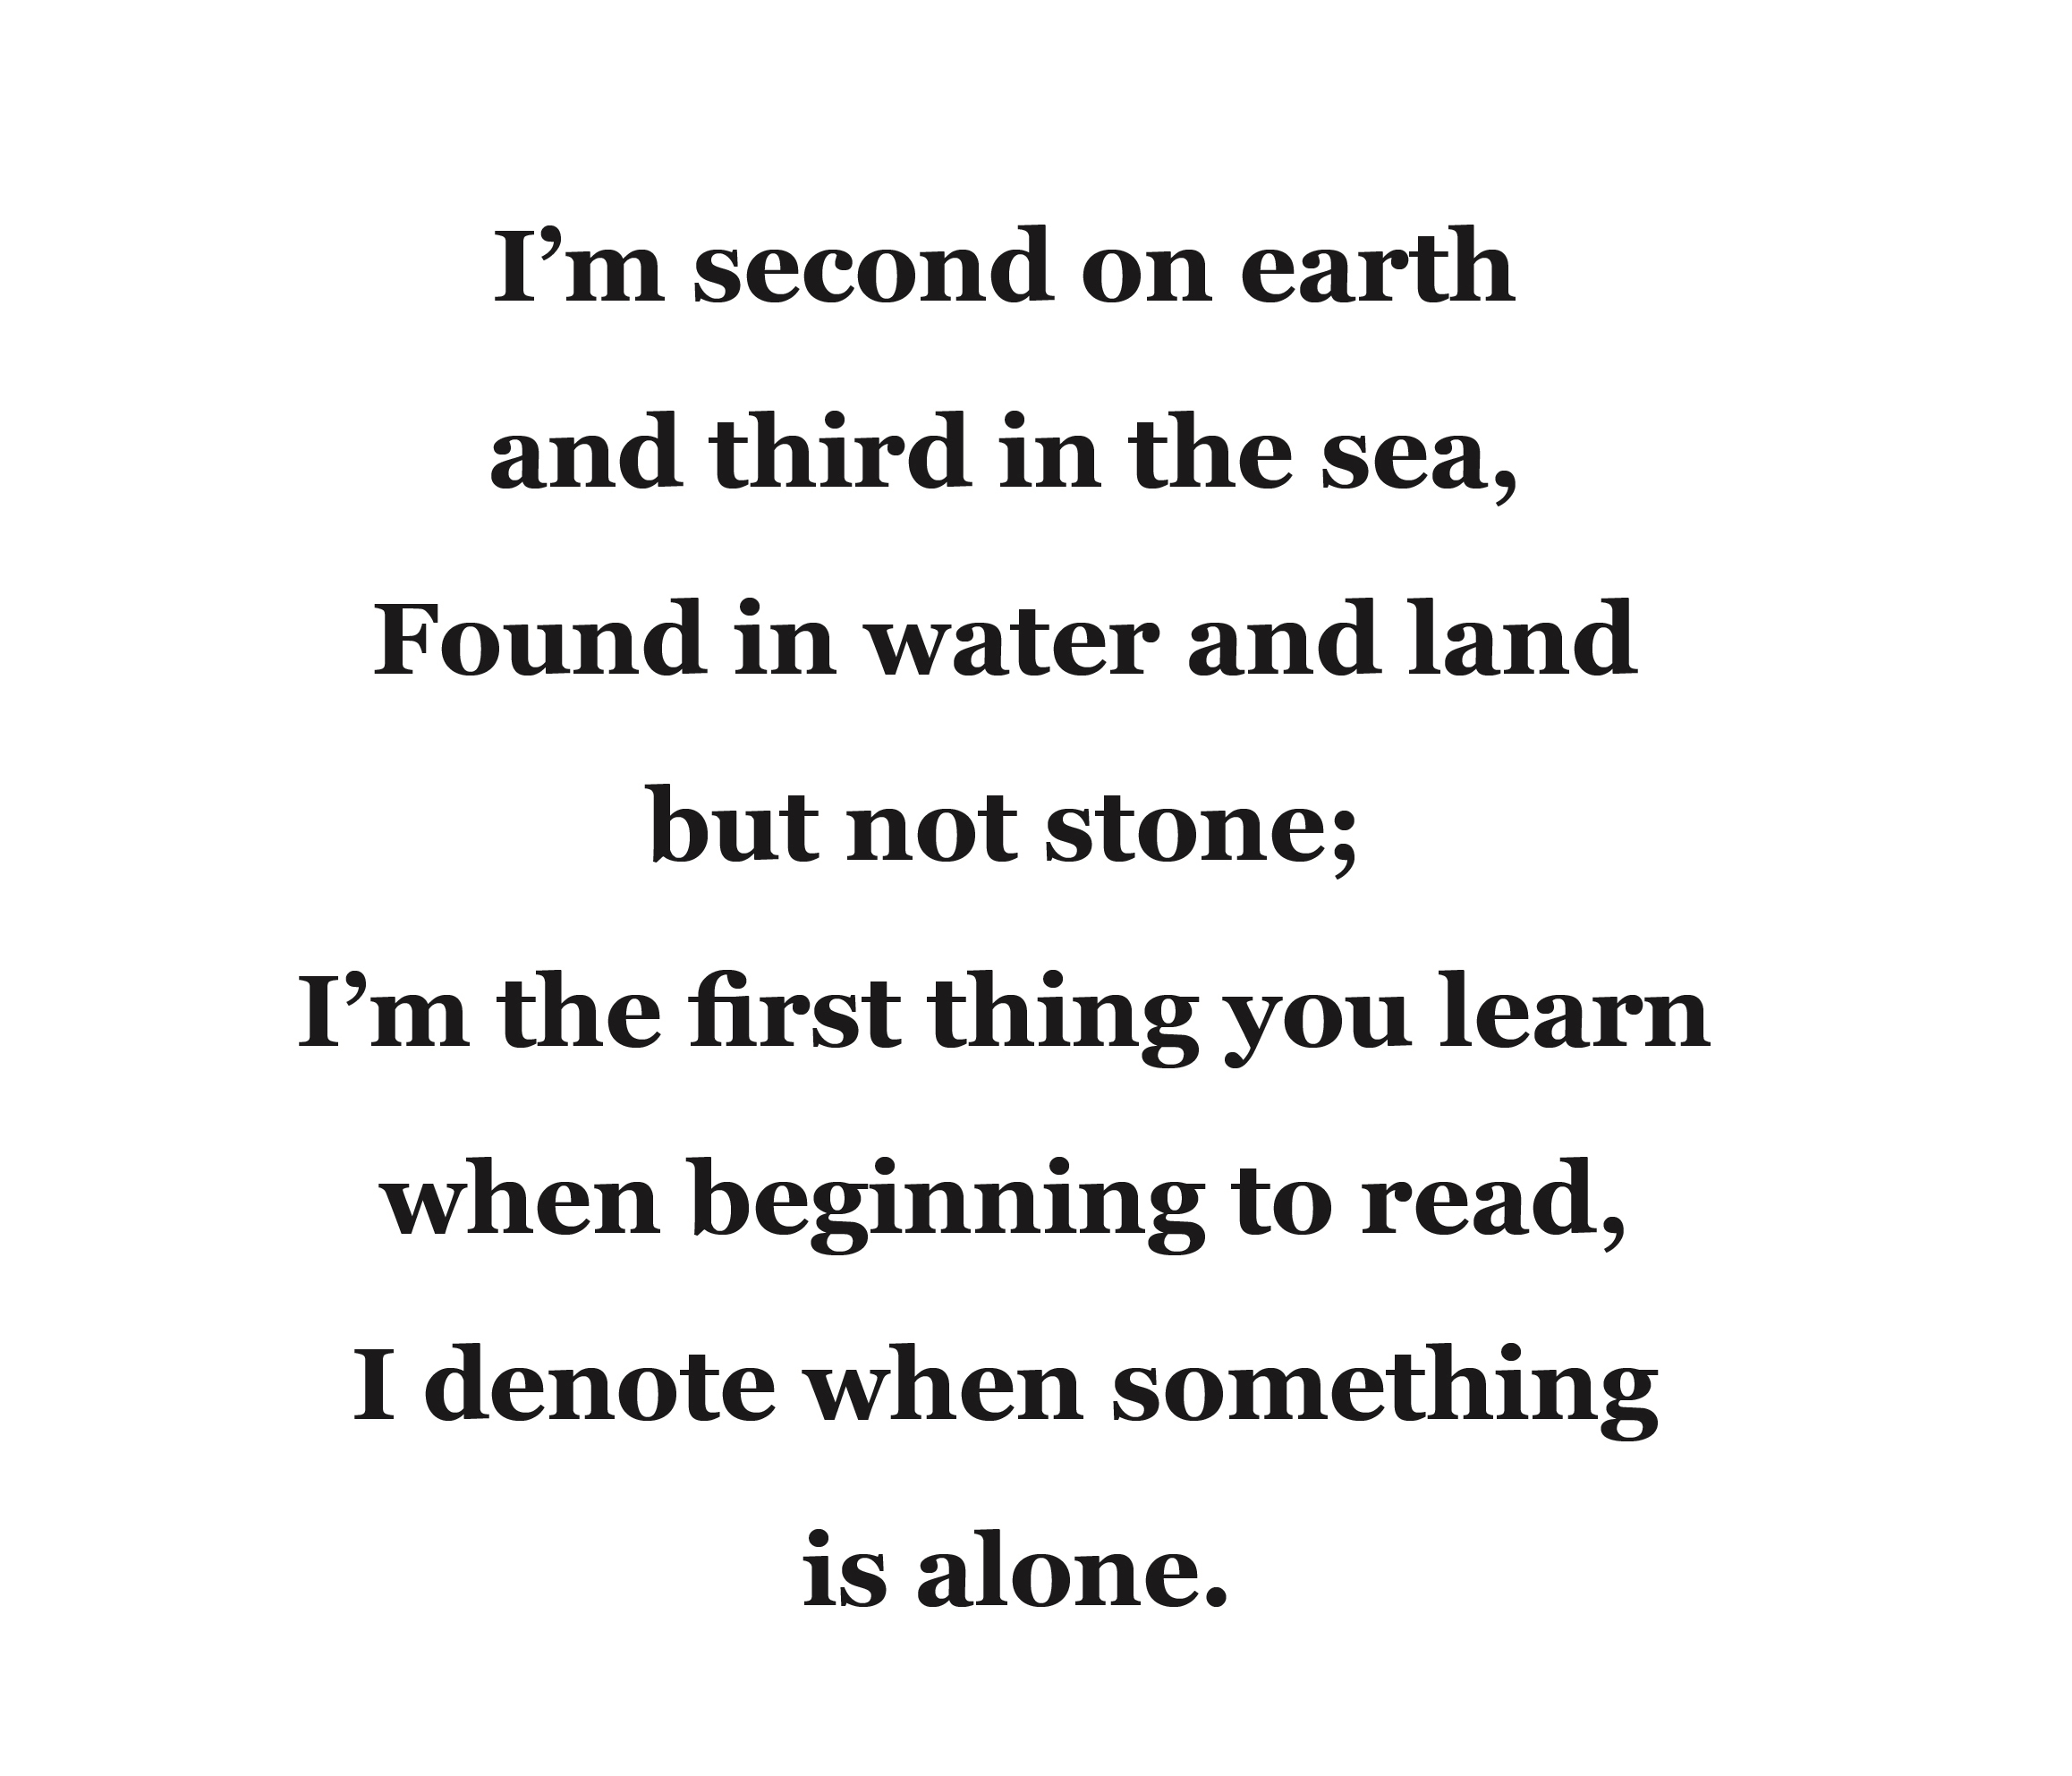 I’m second on earth
and third in the sea,
Found in water and land
but not stone;
I’m the first thing you learn
when beginning to read,
I denote when something
is alone.